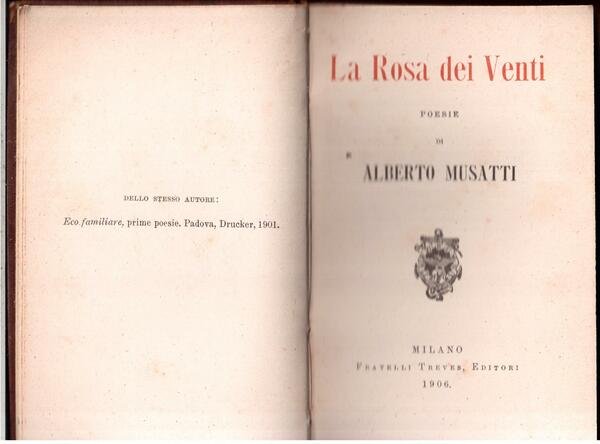 DELLO STESSO AUTORE:
Eco familiare, prime poesie. Padova, Drucker, 1901.
La Rosa dei Venti
POESIE
DI
ALBERTO MUSATTI
MILANO
FRATELLI TREVES, EDITORI
1906.